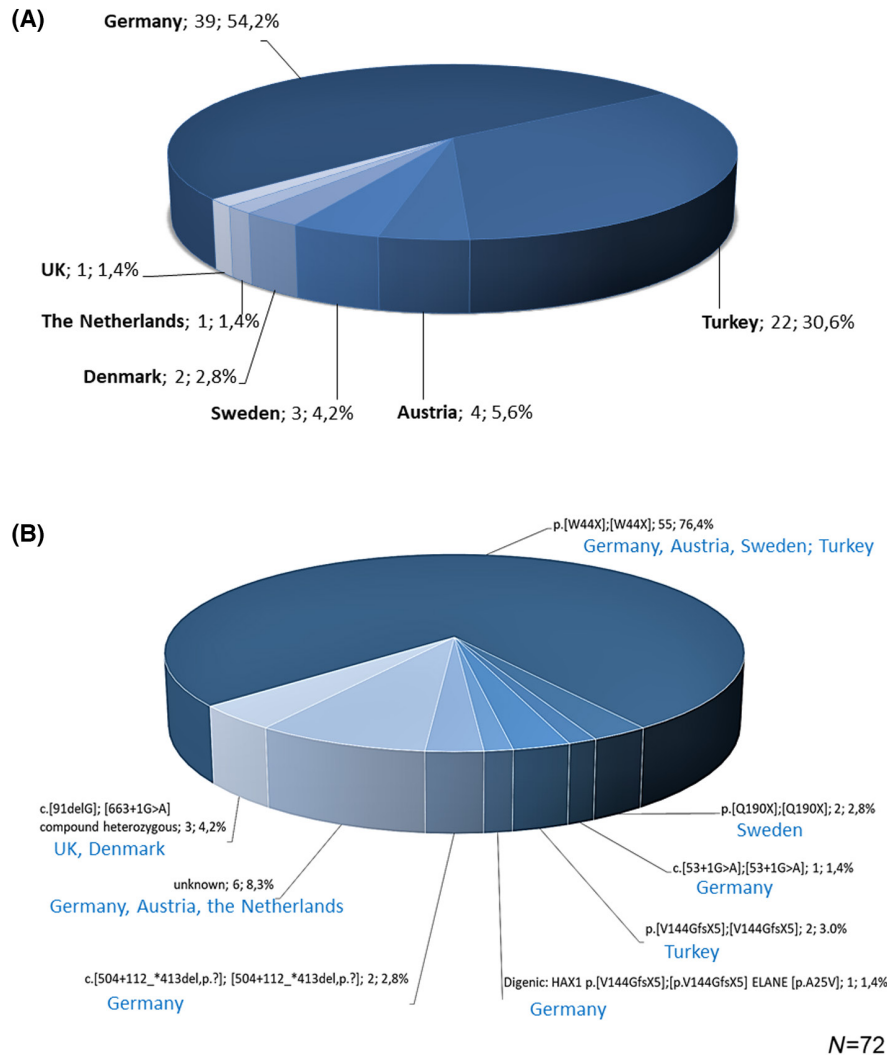 (A)
Germany; 39; 54,2%
UK; 1; 1,4%
The Netherlands; 1; 1,4%
Turkey; 22; 30,6%
Denmark; 2; 2,8%
Sweden; 3; 4,2%
Austria; 4; 5,6%
(B)
p.[W44X];[W44X]; 55; 76,4%
Germany, Austria, Sweden; Turkey
c.[91delG]; [663+1G>A]
compound heterozygous; 3; 4,2%
UK, Denmark
p.[Q190X];[Q190X]; 2; 2,8%
Sweden
c.[53+1G>A];[53+1G>A]; 1; 1,4%
Germany
unknown; 6; 8,3%
Germany, Austria, the Netherlands
p.[V144GfsX5];[V144GfsX5]; 2; 3.0%
Turkey
c.[504+112_*413del,p.?]; [504+112_*413del,p.?]; 2; 2,8%
Germany
Digenic: HAX1 p.[V144GfsX5];[p.V144GfsX5] ELANE [p.A25V]; 1; 1,4%
Germany
N=72